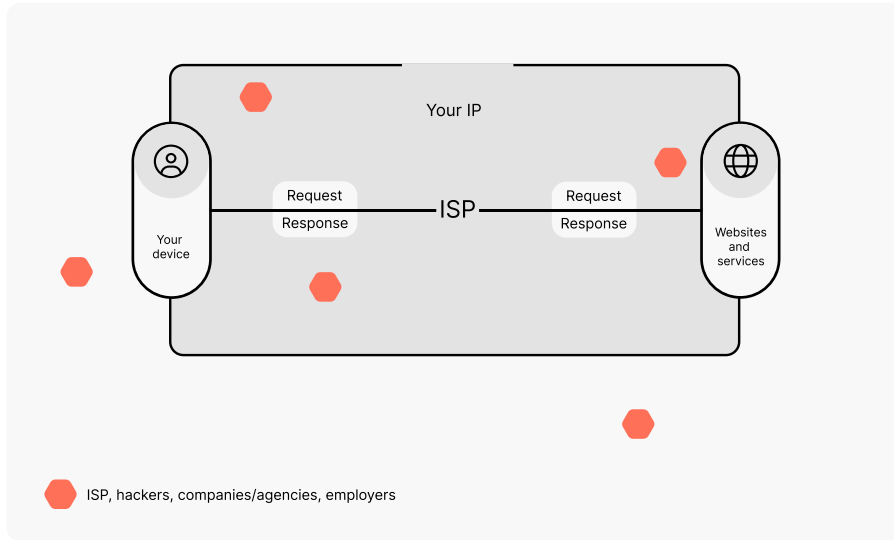 Your IP
Request
Response
ISP
Request
Response
Your
device
Websites
and
services
ISP, hackers, companies/agencies, employers